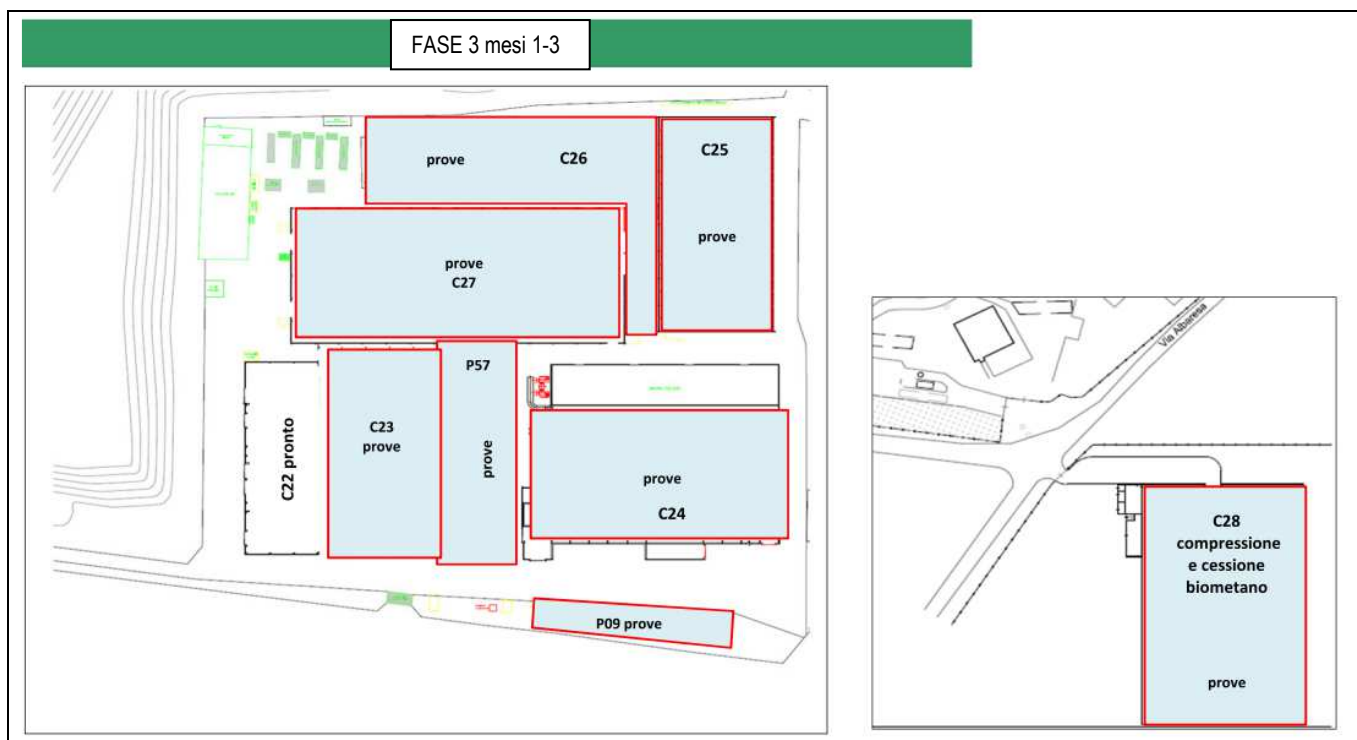 FASE 3 mesi 1-3
prove
C26
C25
prove
prove
C27
P57
C22 pronto
C23
prove
prove
prove
C24
P09 prove
Via Albaresa
C28
compressione
e cessione
biometano
prove